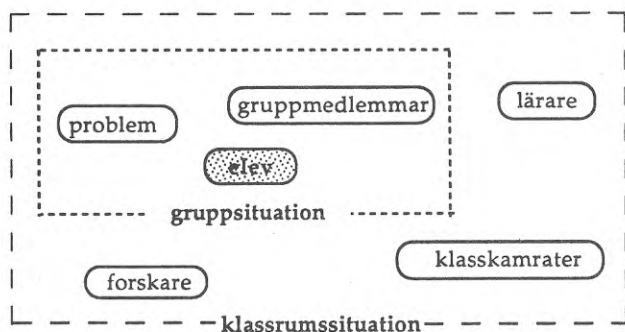 gruppmedlemmar
lärare
problem
elev
gruppsituation
klasskamrater
forskare
klassrumssituation